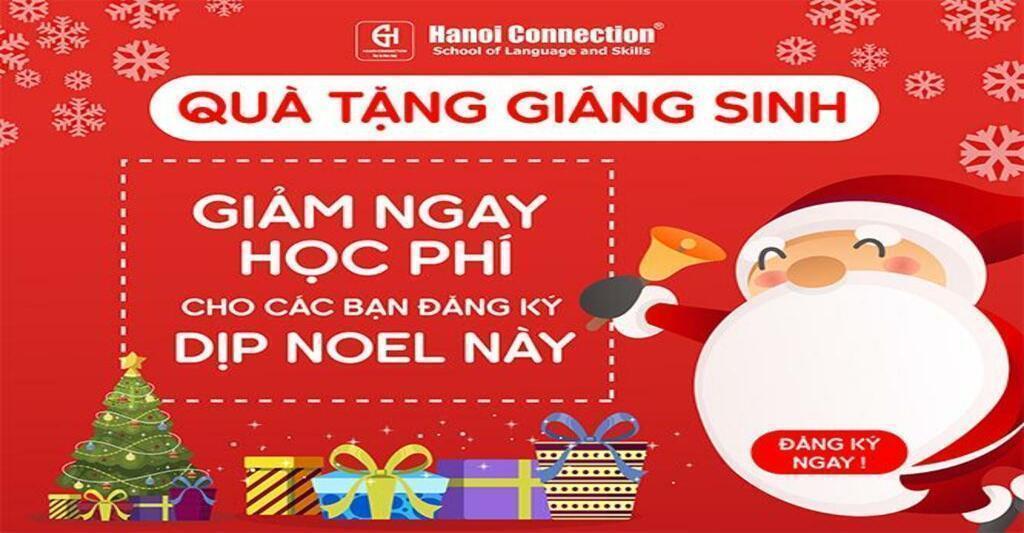 Hanoi Connection®
School of Language and Skills
QUÀ TẶNG GIÁNG SINH
GIẢM NGAY
HỌC PHÍ
CHO CÁC BẠN ĐĂNG KÝ
DỊP NOEL NÀY
ĐĂNG KÝ
NGAY !